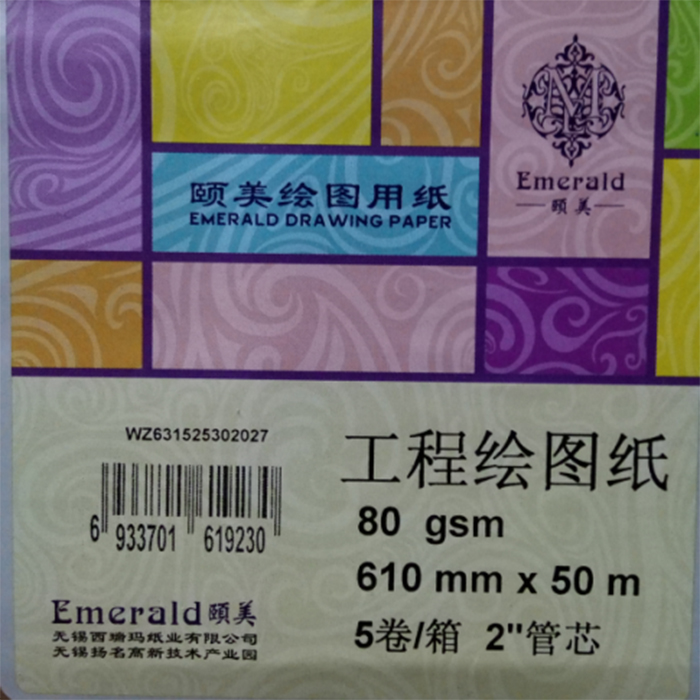 Emerald
颐美
颐美绘图用纸
EMERALD DRAWING PAPER
WZ631525302027
6 933701 619230
工程绘图纸
80 gsm
610 mm x 50 m
5卷/箱 2"管芯
Emerald颐美
无锡西瑞玛纸业有限公司
无锡扬名高新技术产业园